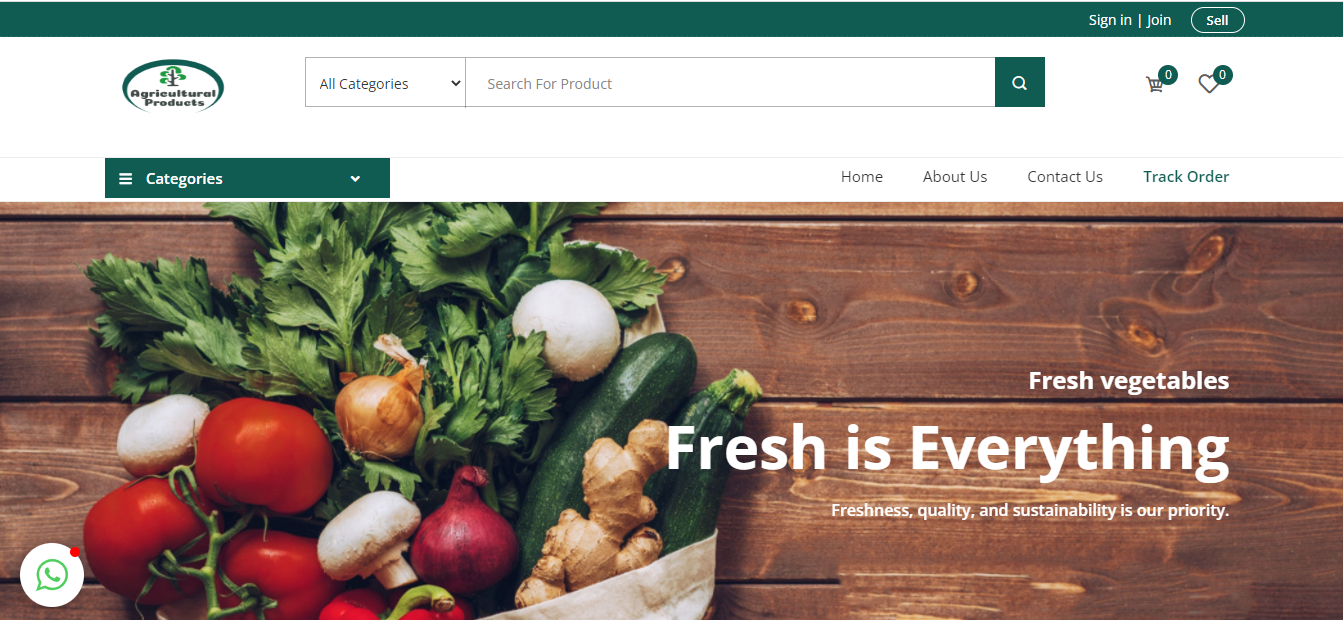 Sign in | Join
Sell
Agricultural
Products
All Categories
Search For Product
0
0
Categories
Home
About Us
Contact Us
Track Order
Fresh vegetables
Fresh is Everything
Freshness, quality, and sustainability is our priority.